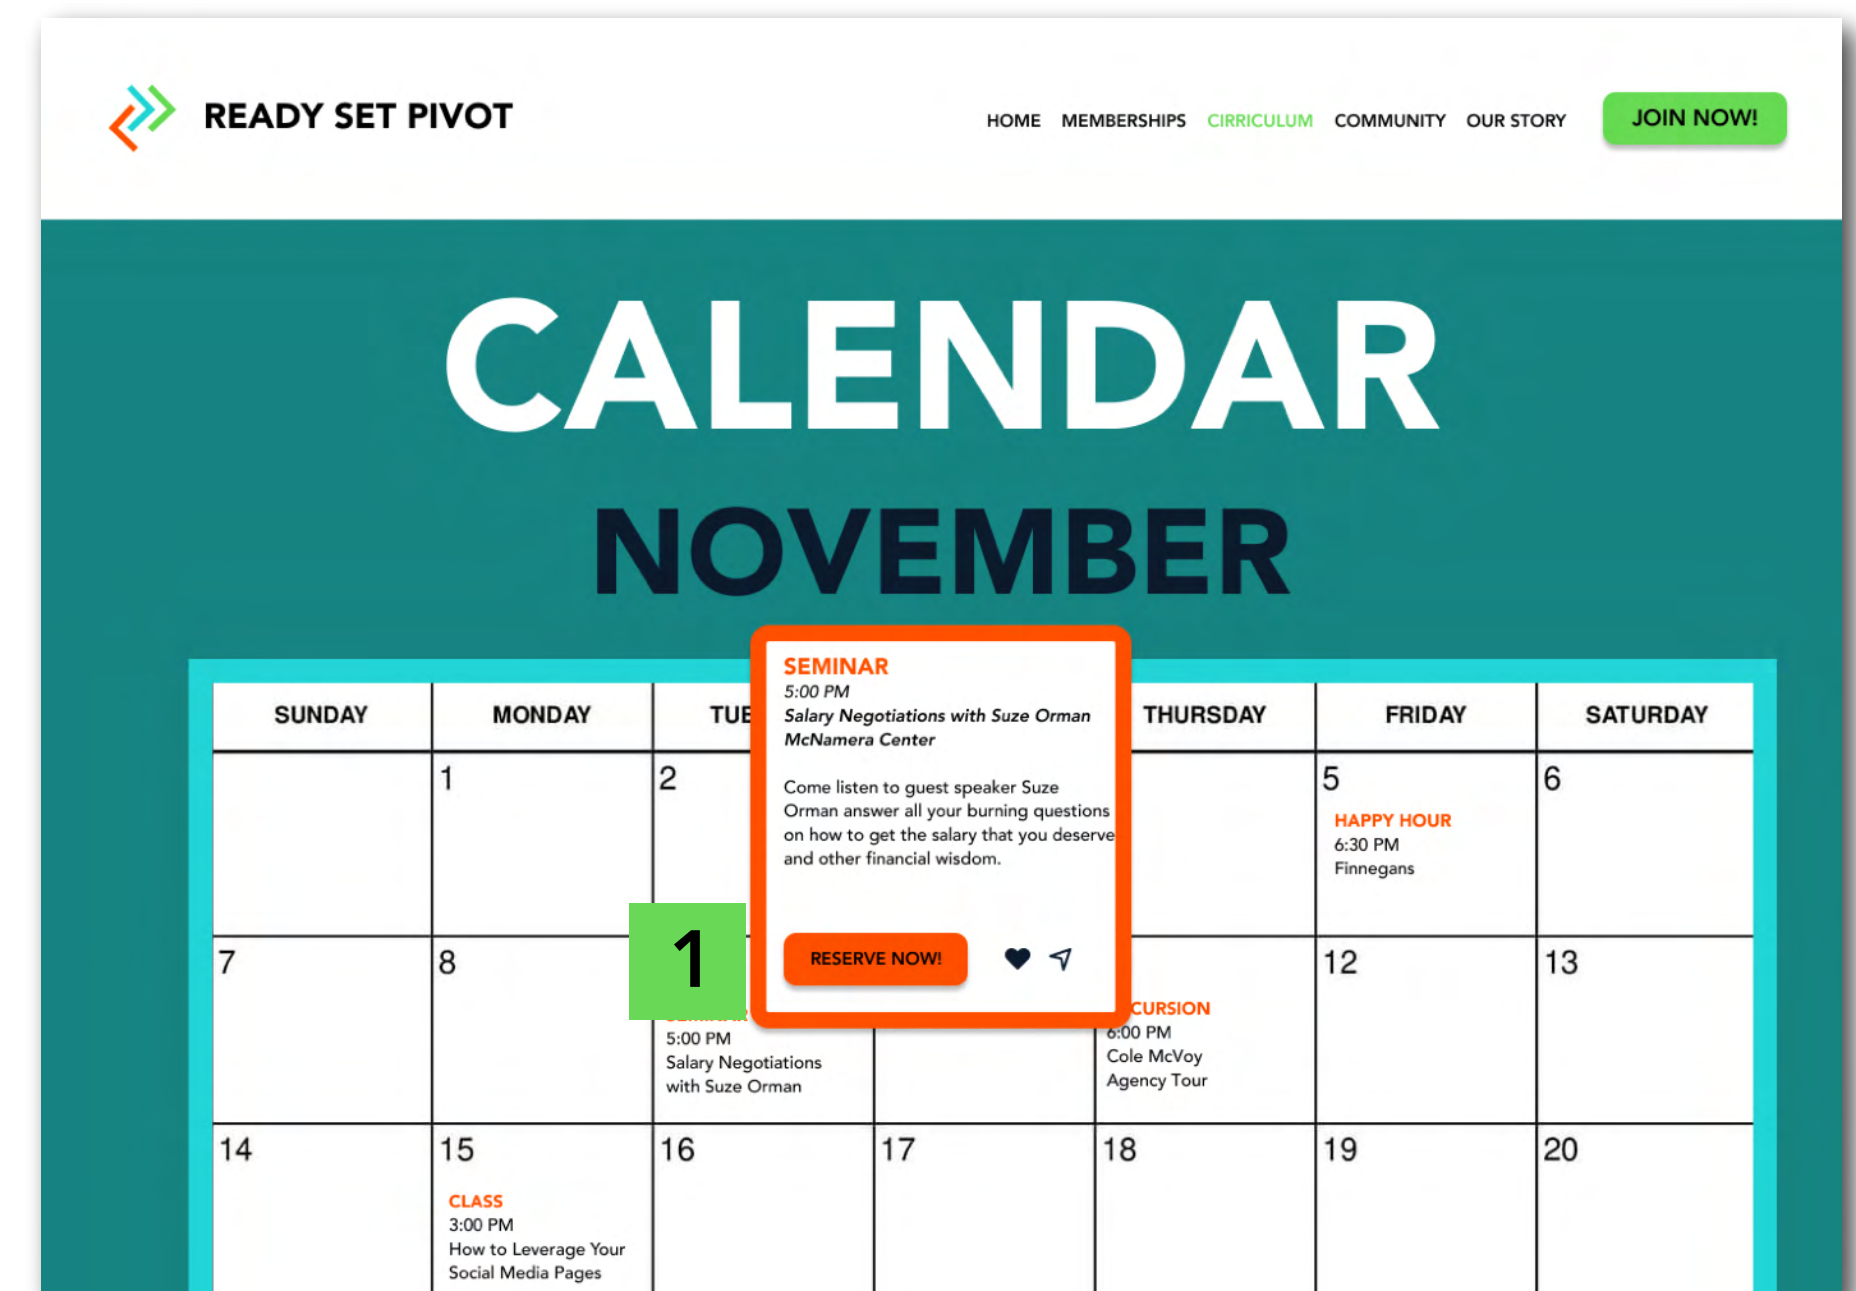 READY SET PIVOT
HOME MEMBERSHIPS CIRRICULUM COMMUNITY OUR STORY JOIN NOW!
CALENDAR
NOVEMBER
SUNDAY MONDAY TUE THURSDAY FRIDAY SATURDAY
SEMINAR
5:00 PM
Salary Negotiations with Suze Orman
McNamera Center
Come listen to guest speaker Suze
Orman answer all your burning questions
on how to get the salary that you deserve
and other financial wisdom.
RESERVE NOW!
1 2 5 6
HAPPY HOUR
6:30 PM
Finnegans
1
7 8 12 13
5:00 PM
Salary Negotiations
with Suze Orman
CURSION
6:00 PM
Cole McVoy
Agency Tour
14 15 16 17 18 19 20
CLASS
3:00 PM
How to Leverage Your
Social Media Pages